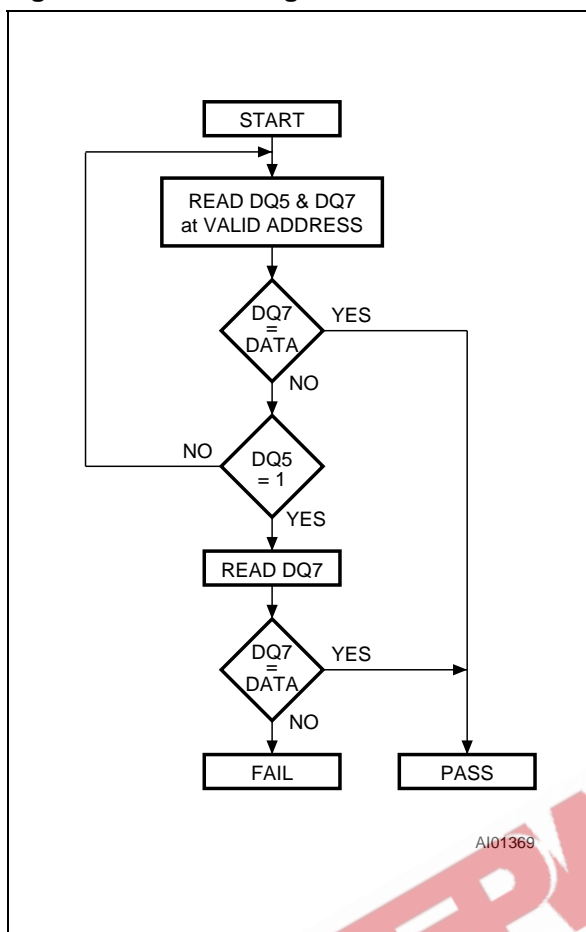 START
READ DQ5 & DQ7
at VALID ADDRESS
DQ7
=
DATA
YES
NO
DQ5
= 1
NO
YES
READ DQ7
DQ7
=
DATA
YES
NO
FAIL
PASS
AI01369